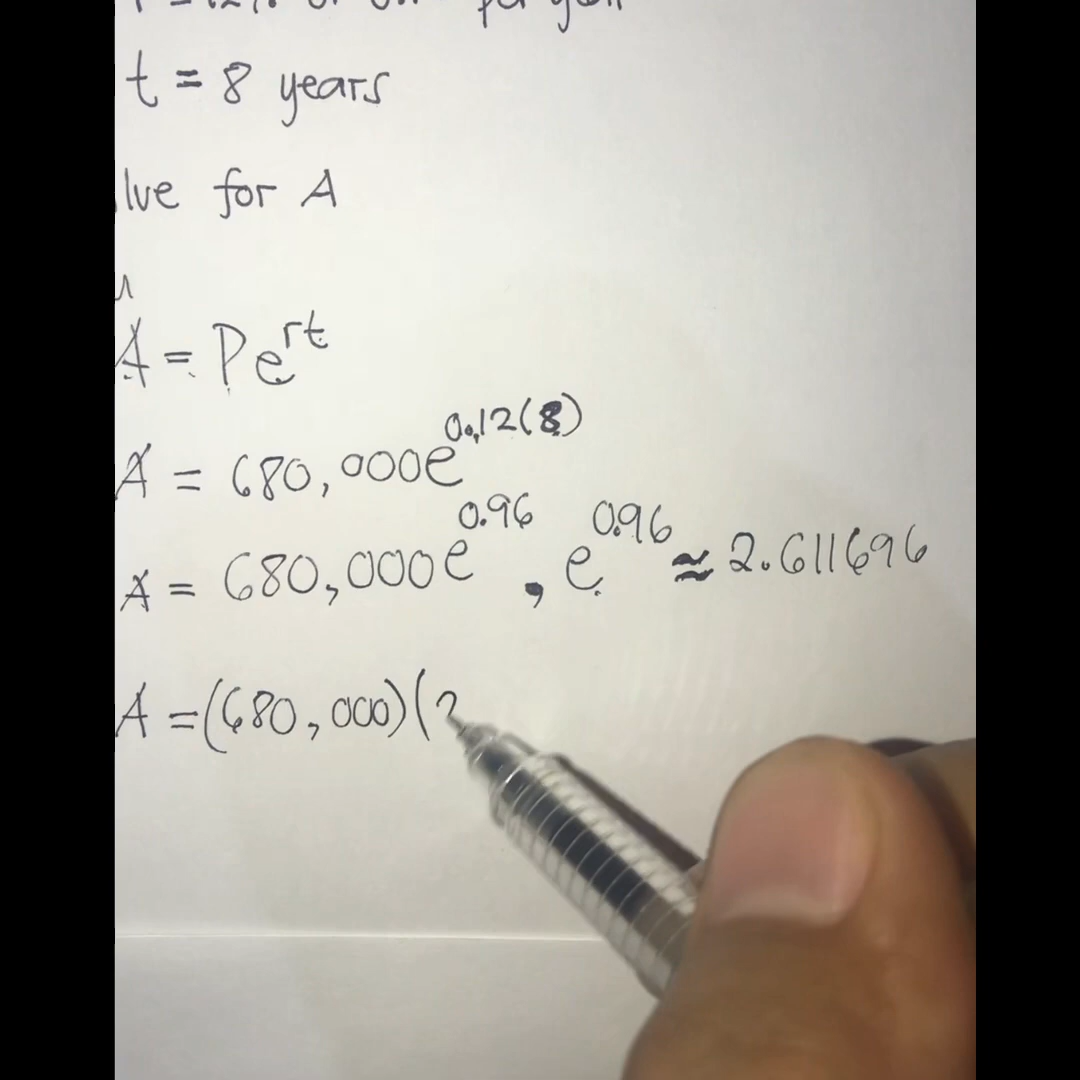 t = 8 years
lve for A
A = Pe^rt
A = 680,000e^0.12(8)
A = 680,000e^0.96 , e^0.96 ≈ 2.611696
A = (680,000)(2